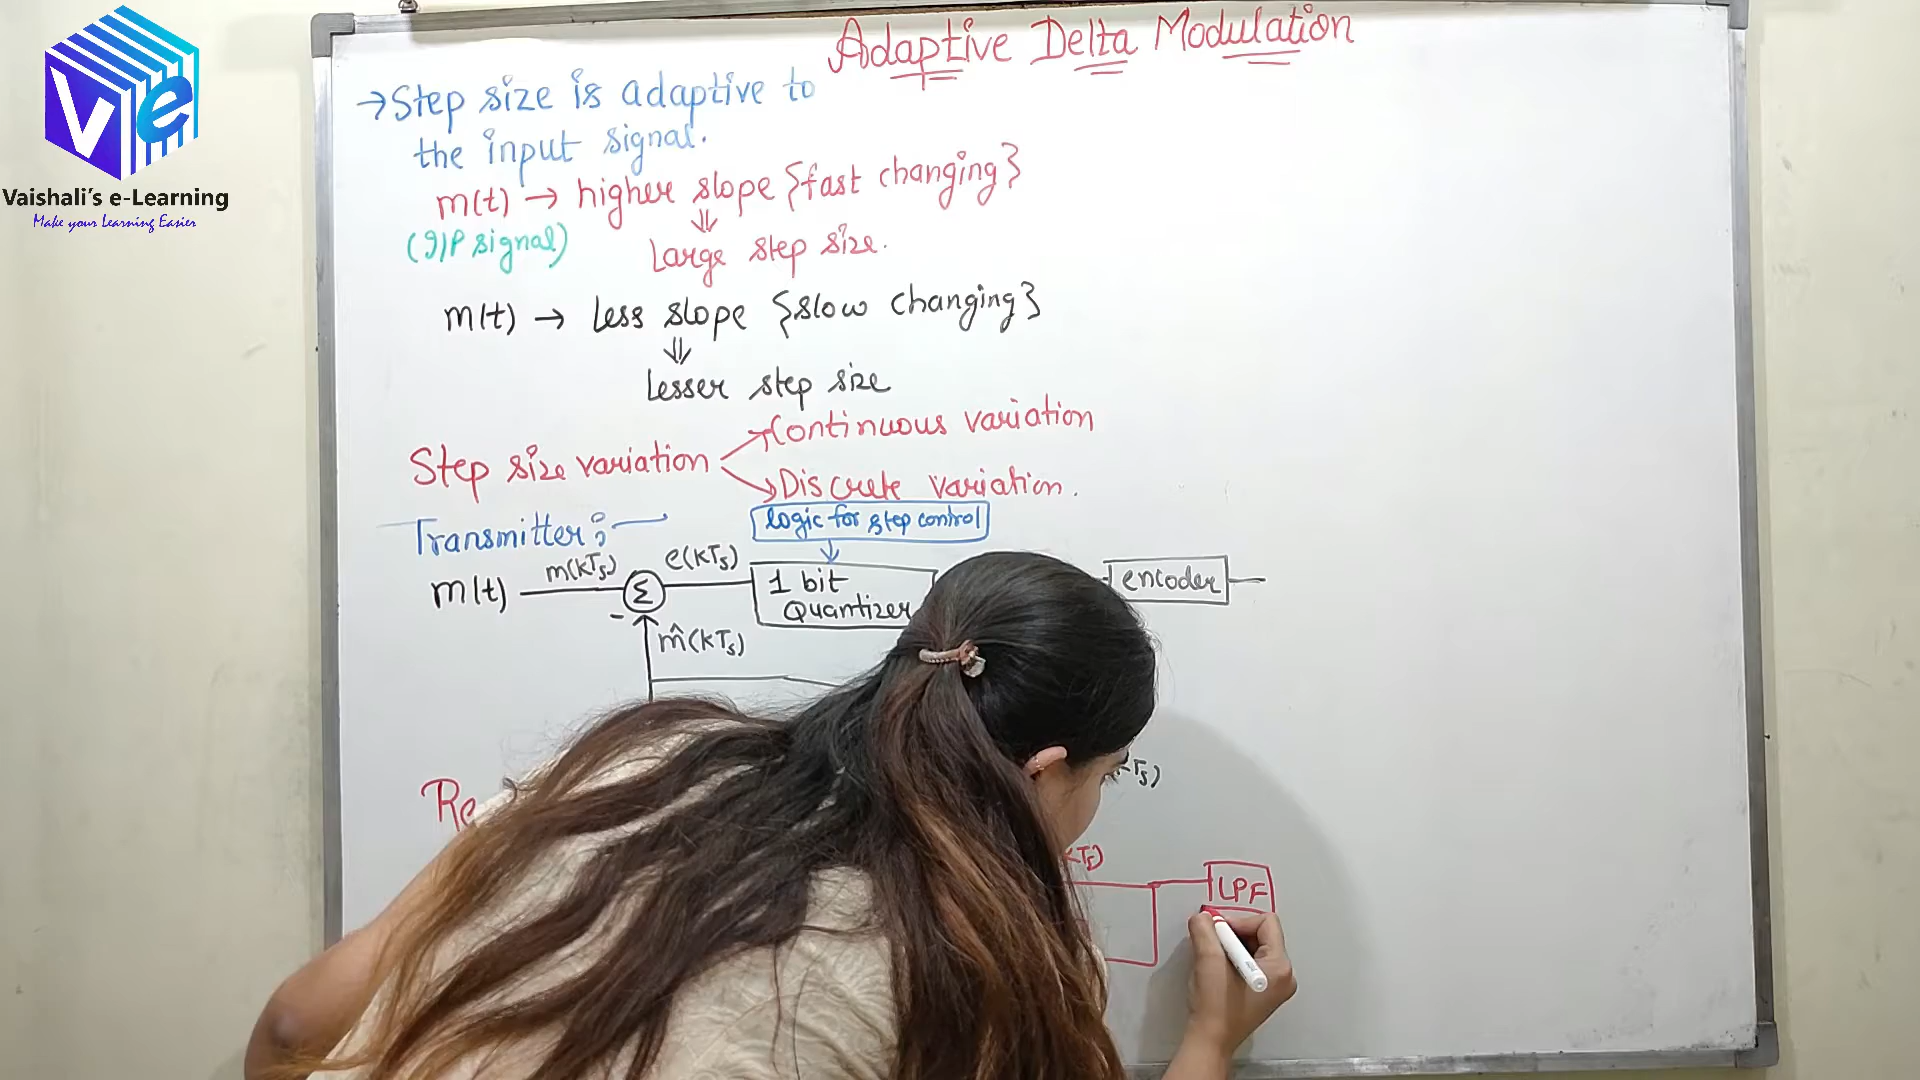 Ve
Vaishali's e-Learning
Make your Learning Easier
Adaptive Delta Modulation
→ Step size is adaptive to
the input signal.
m(t) → higher slope {fast changing}
(I/P signal)
⇓
Large step size.
m(t) → Less slope {slow changing}
⇓
Lesser step size
Step size variation
→ Continuous variation
→ Discrete variation.
Transmitter:-
logic for step control
m(t)
m(kTs)
Σ
e(kTs)
1 bit
Quantizer
encoder
-
m̂(kTs)
LPF